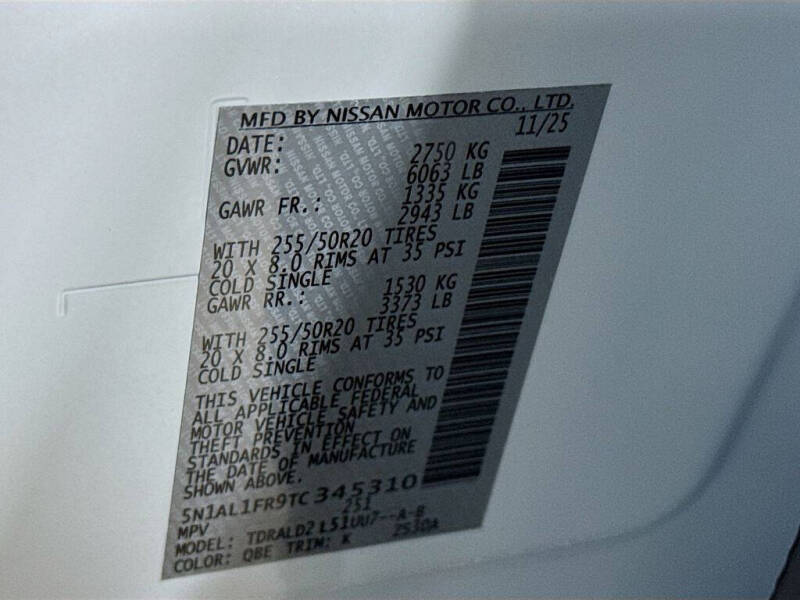 MFD BY NISSAN MOTOR CO., LTD.
DATE: 11/25
GVWR: 2750 KG
6063 LB
GAWR FR.: 1335 KG
2943 LB
WITH 255/50R20 TIRES
20 X 8.0 RIMS AT 35 PSI
COLD SINGLE
GAWR RR.: 1530 KG
3373 LB
WITH 255/50R20 TIRES
20 X 8.0 RIMS AT 35 PSI
COLD SINGLE
THIS VEHICLE CONFORMS TO
ALL APPLICABLE FEDERAL
MOTOR VEHICLE SAFETY AND
THEFT PREVENTION
STANDARDS IN EFFECT ON
THE DATE OF MANUFACTURE
SHOWN ABOVE.
5N1AL1FR9TC345310
MPV 251
MODEL: TDRALD2L51UU7--A-B
COLOR: QBE TRIM: K 2530A